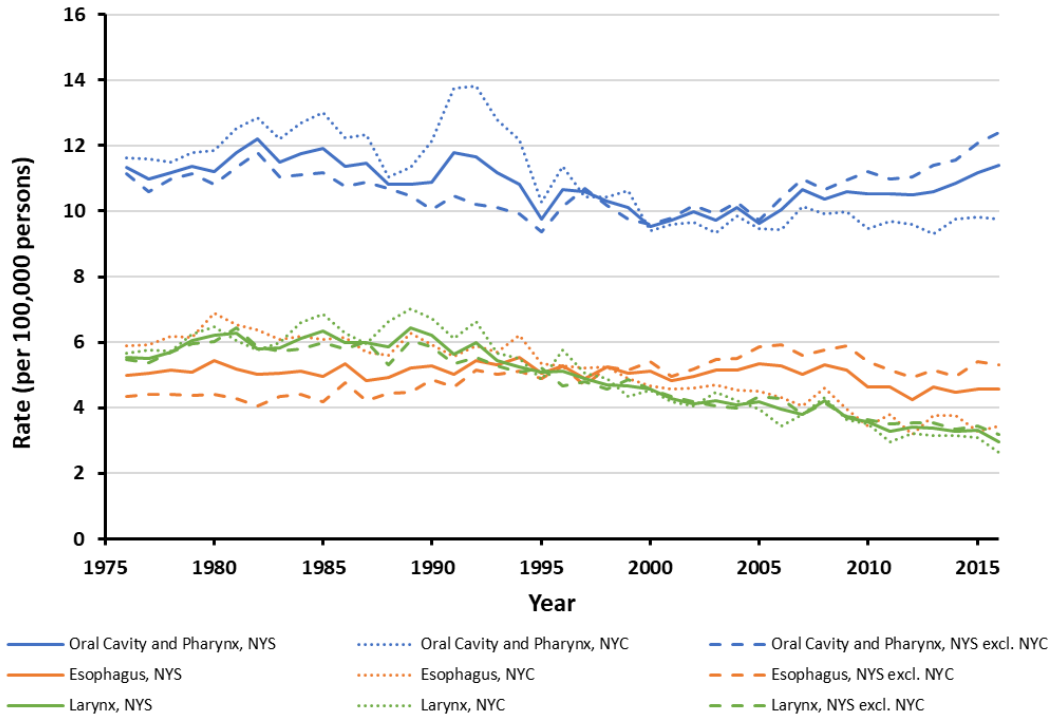 16
14
12
10
8
6
4
2
0
Rate (per 100,000 persons)
1975 1980 1985 1990 1995 2000 2005 2010 2015
Year
Oral Cavity and Pharynx, NYS Oral Cavity and Pharynx, NYC Oral Cavity and Pharynx, NYS excl. NYC
Esophagus, NYS Esophagus, NYC Esophagus, NYS excl. NYC
Larynx, NYS Larynx, NYC Larynx, NYS excl. NYC